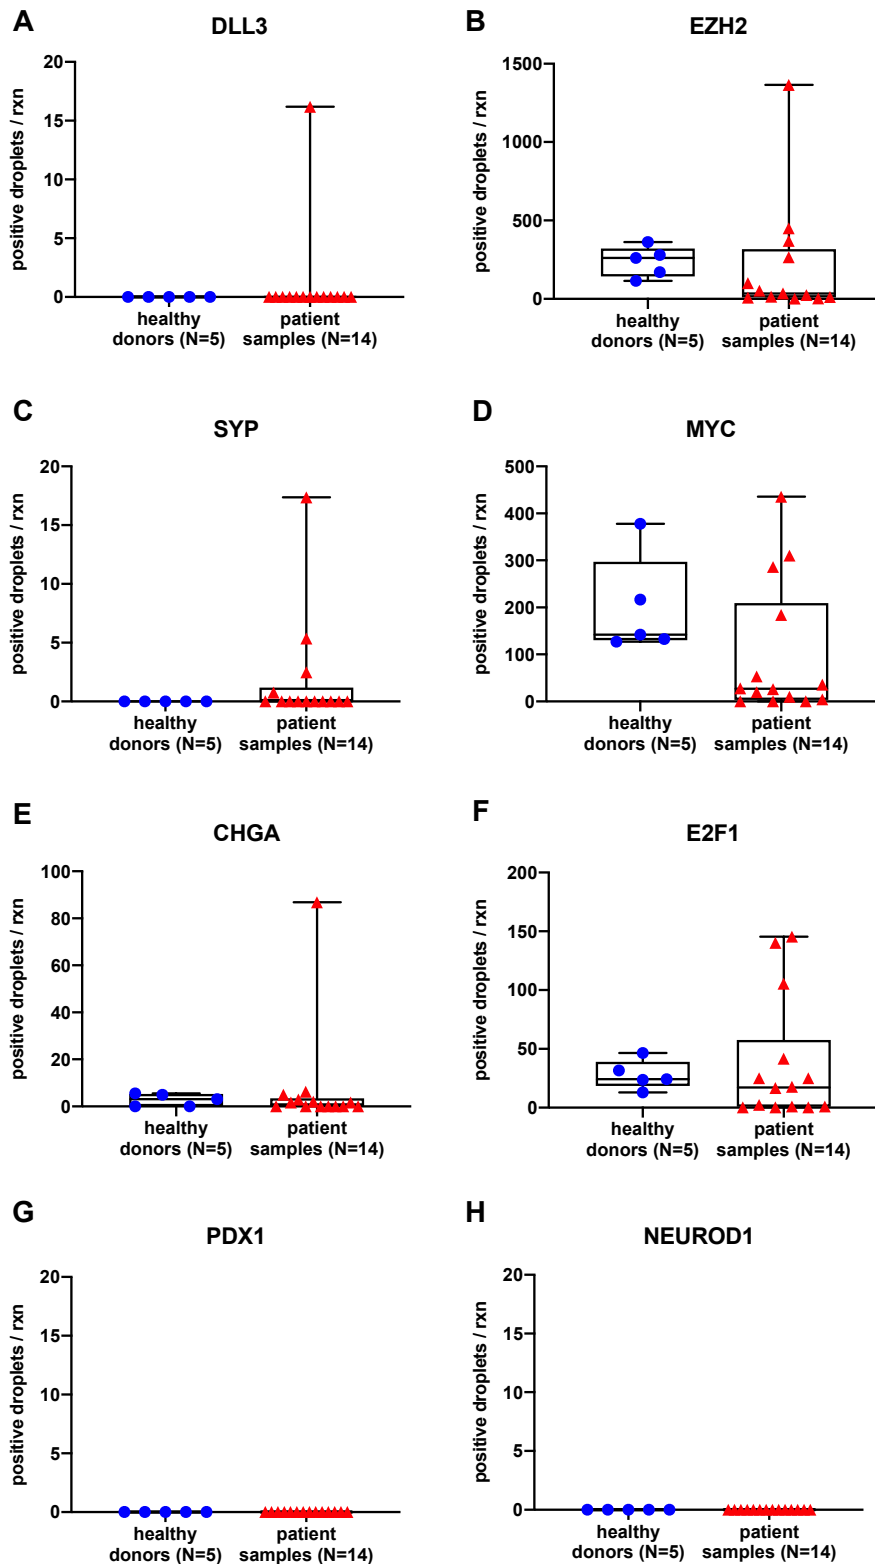 A
DLL3
positive droplets / rxn
20
15
10
5
0
healthy
donors (N=5)
patient
samples (N=14)
B
EZH2
positive droplets / rxn
1500
1000
500
0
healthy
donors (N=5)
patient
samples (N=14)
C
SYP
positive droplets / rxn
20
15
10
5
0
healthy
donors (N=5)
patient
samples (N=14)
D
MYC
positive droplets / rxn
500
400
300
200
100
0
healthy
donors (N=5)
patient
samples (N=14)
E
CHGA
positive droplets / rxn
100
80
60
40
20
0
healthy
donors (N=5)
patient
samples (N=14)
F
E2F1
positive droplets / rxn
200
150
100
50
0
healthy
donors (N=5)
patient
samples (N=14)
G
PDX1
positive droplets / rxn
20
15
10
5
0
healthy
donors (N=5)
patient
samples (N=14)
H
NEUROD1
positive droplets / rxn
20
15
10
5
0
healthy
donors (N=5)
patient
samples (N=14)